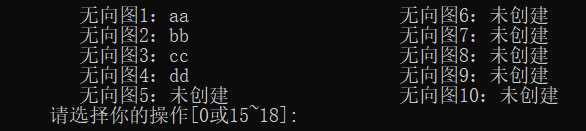 无向图1：aa 无向图6：未创建
无向图2：bb 无向图7：未创建
无向图3：cc 无向图8：未创建
无向图4：dd 无向图9：未创建
无向图5：未创建 无向图10：未创建
请选择你的操作[0或15~18]: